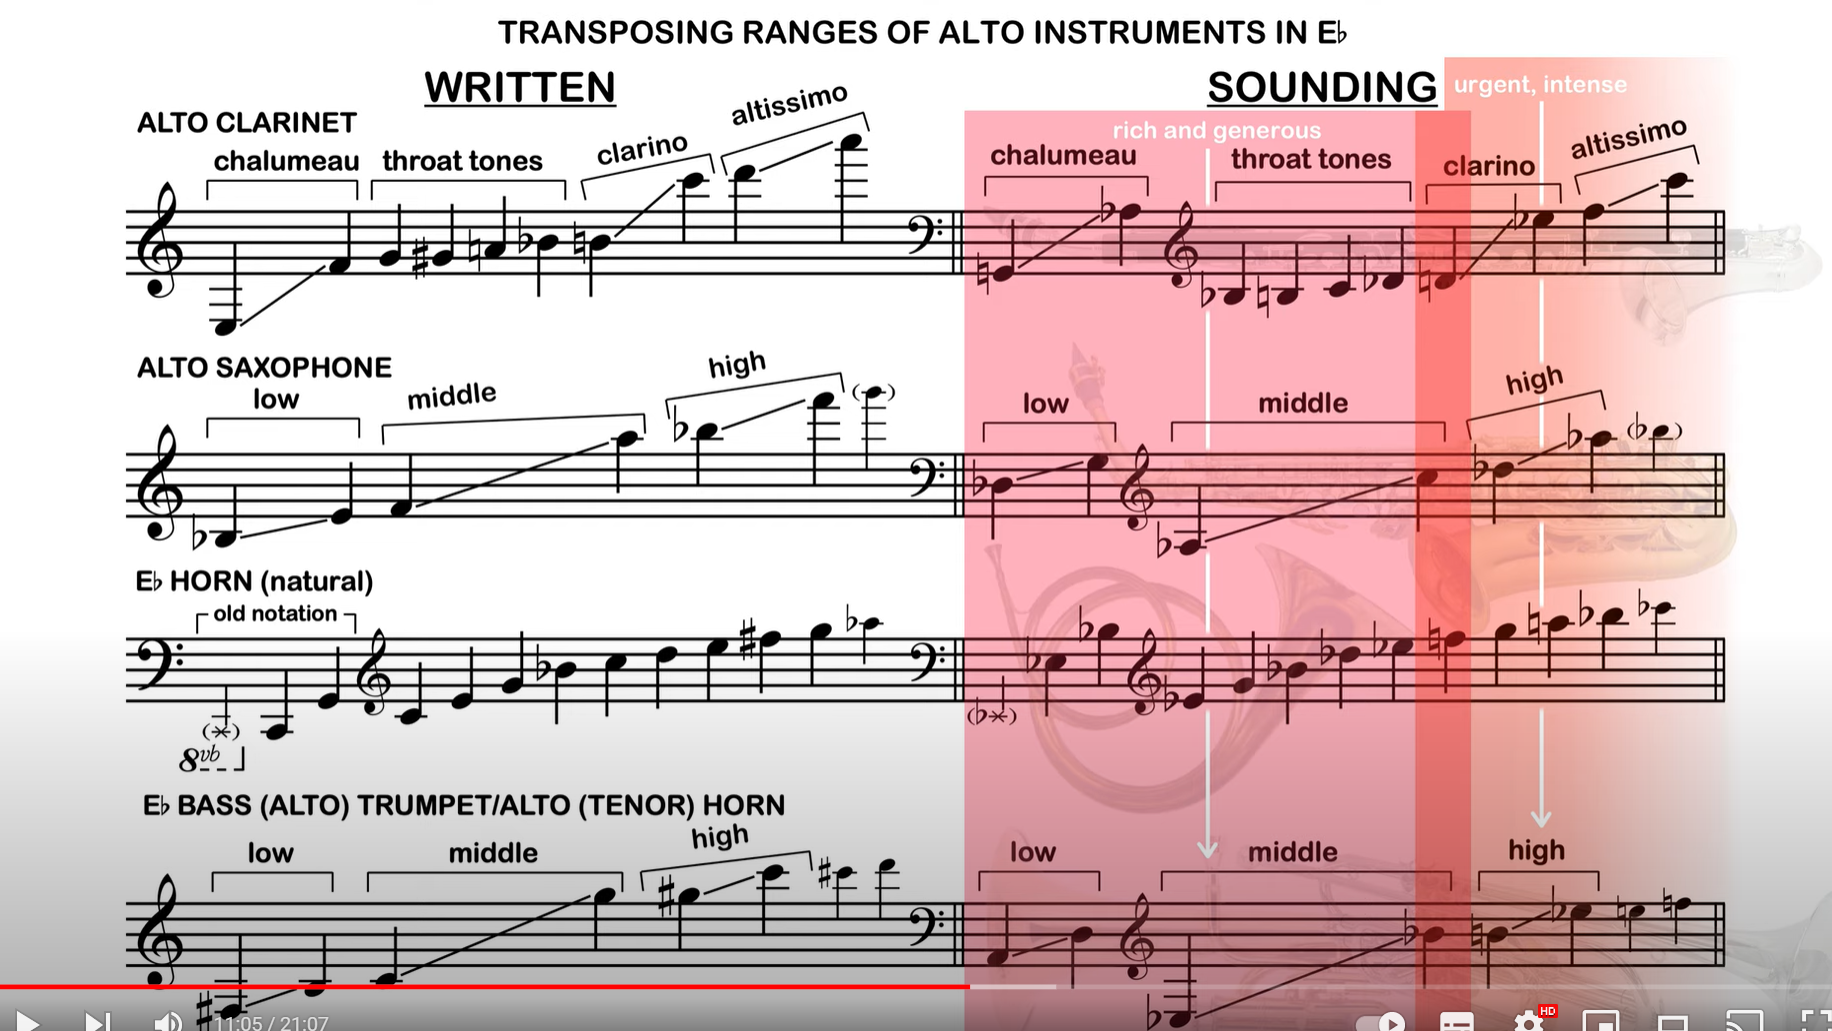 TRANSPOSING RANGES OF ALTO INSTRUMENTS IN E♭
WRITTEN
SOUNDING
urgent, intense
ALTO CLARINET
chalumeau
throat tones
clarino
altissimo
rich and generous
chalumeau
throat tones
clarino
altissimo
ALTO SAXOPHONE
low
middle
high
low
middle
high
E♭ HORN (natural)
old notation
8vb
E♭ BASS (ALTO) TRUMPET/ALTO (TENOR) HORN
low
middle
high
low
middle
high
11:05 / 21:07
HD